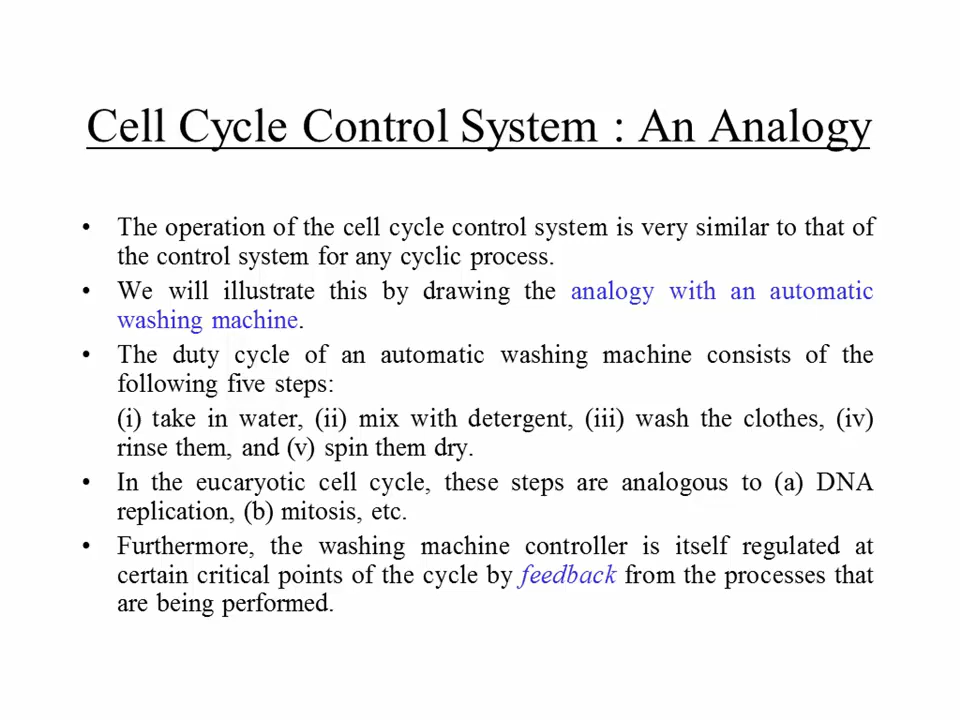 Cell Cycle Control System : An Analogy
• The operation of the cell cycle control system is very similar to that of
the control system for any cyclic process.
• We will illustrate this by drawing the analogy with an automatic
washing machine.
• The duty cycle of an automatic washing machine consists of the
following five steps:
(i) take in water, (ii) mix with detergent, (iii) wash the clothes, (iv)
rinse them, and (v) spin them dry.
• In the eucaryotic cell cycle, these steps are analogous to (a) DNA
replication, (b) mitosis, etc.
• Furthermore, the washing machine controller is itself regulated at
certain critical points of the cycle by feedback from the processes that
are being performed.